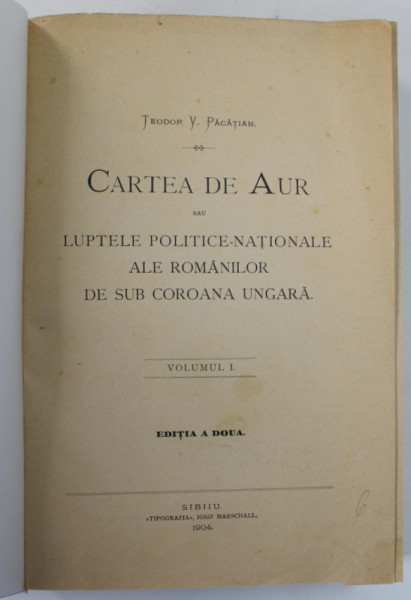 TEODOR V. PĂCĂȚIAN.
CARTEA DE AUR
SAU
LUPTELE POLITICE-NAȚIONALE
ALE ROMÂNILOR
DE SUB COROANA UNGARĂ.
VOLUMUL I.
EDIȚIA A DOUA.
SIBIIU.
«TIPOGRAFIA», IOSIF MARSCHALL,
1904.
6